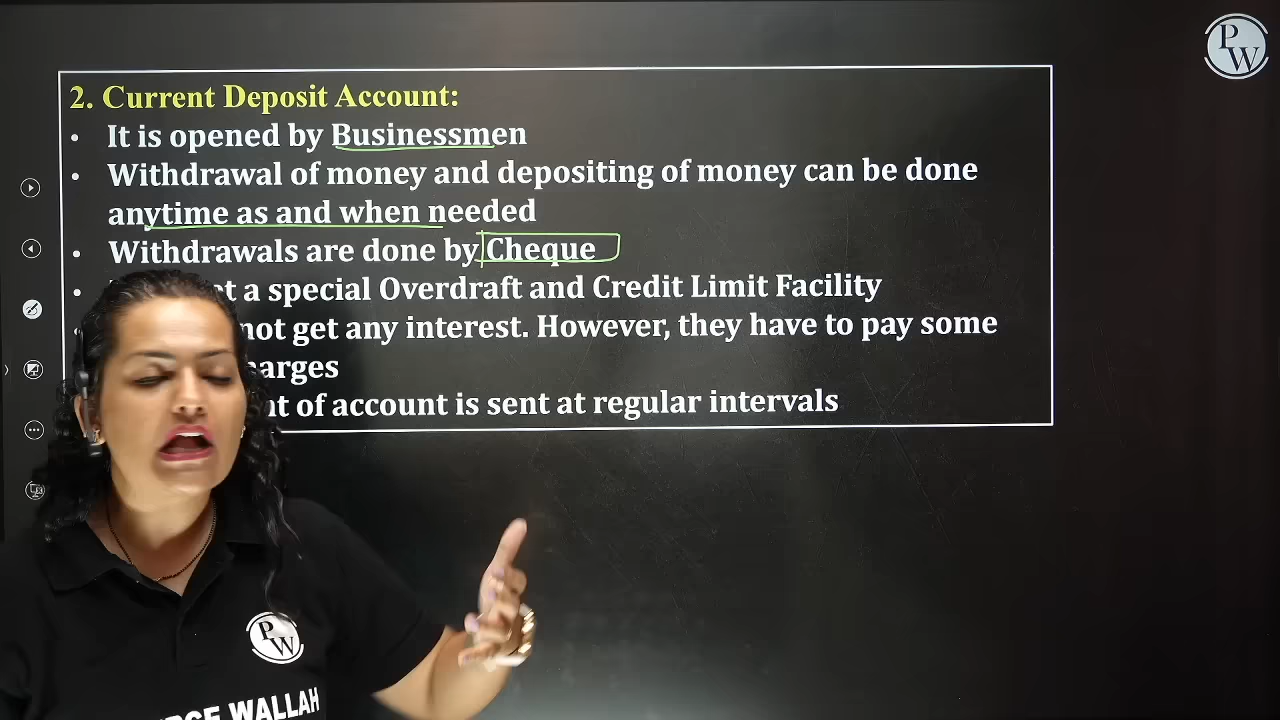 PW
2. Current Deposit Account:
• It is opened by Businessmen
• Withdrawal of money and depositing of money can be done
anytime as and when needed
• Withdrawals are done by Cheque
• a special Overdraft and Credit Limit Facility
not get any interest. However, they have to pay some
of account is sent at regular intervals
PW
WALLAH